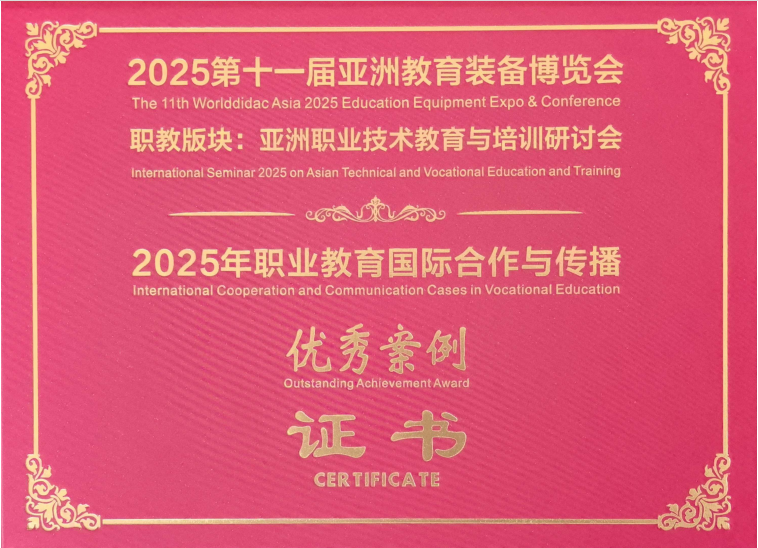 2025第十一届亚洲教育装备博览会
The 11th Worlddidac Asia 2025 Education Equipment Expo & Conference
职教版块：亚洲职业技术教育与培训研讨会
International Seminar 2025 on Asian Technical and Vocational Education and Training
2025年职业教育国际合作与传播
International Cooperation and Communication Cases in Vocational Education
优秀案例
Outstanding Achievement Award
证书
CERTIFICATE